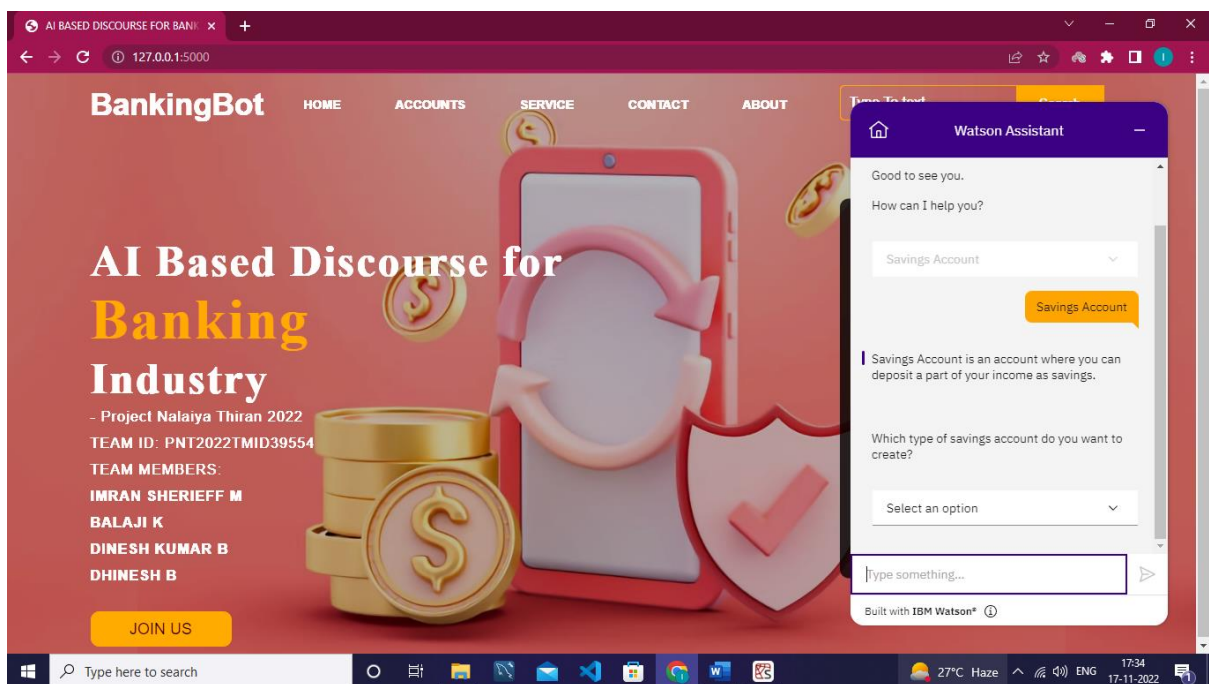 AI BASED DISCOURSE FOR BANK
127.0.0.1:5000
BankingBot HOME ACCOUNTS SERVICE CONTACT ABOUT Type To text Search
AI Based Discourse for
Banking
Industry
- Project Nalaiya Thiran 2022
TEAM ID: PNT2022TMID39554
TEAM MEMBERS:
IMRAN SHERIEFF M
BALAJI K
DINESH KUMAR B
DHINESH B
JOIN US
Watson Assistant
Good to see you.
How can I help you?
Savings Account
Savings Account
Savings Account is an account where you can
deposit a part of your income as savings.
Which type of savings account do you want to
create?
Select an option
Type something...
Built with IBM Watson®
Type here to search
27°C Haze ENG 17:34
17-11-2022